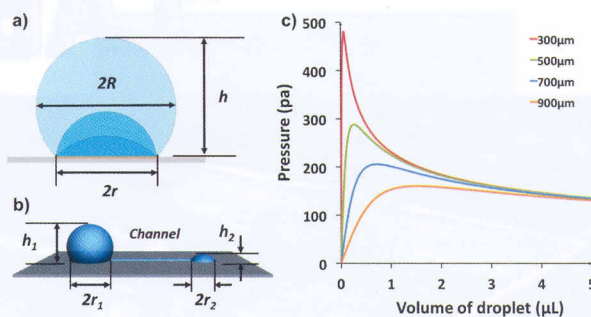 a)
2R
h
2r
b)
Channel
h1
h2
2r1
2r2
c)
Pressure (pa)
500
400
300
200
100
0
0
1
2
3
4
5
Volume of droplet (µL)
300µm
500µm
700µm
900µm